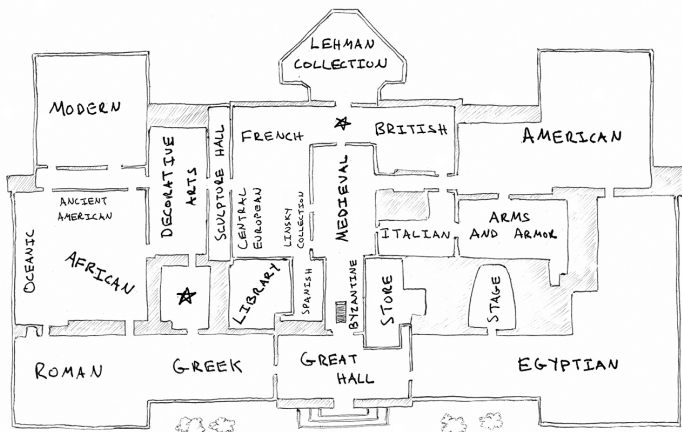 LEHMAN
COLLECTION
MODERN
DECORATIVE
ARTS
SCULPTURE HALL
FRENCH
BRITISH
AMERICAN
ANCIENT
AMERICAN
OCEANIC
AFRICAN
CENTRAL
EUROPEAN
LINSKY
COLLECTION
MEDIEVAL
ITALIAN
ARMS
AND ARMOR
LIBRARY
SPANISH
BYZANTINE
STORE
STAGE
ROMAN
GREEK
GREAT
HALL
EGYPTIAN